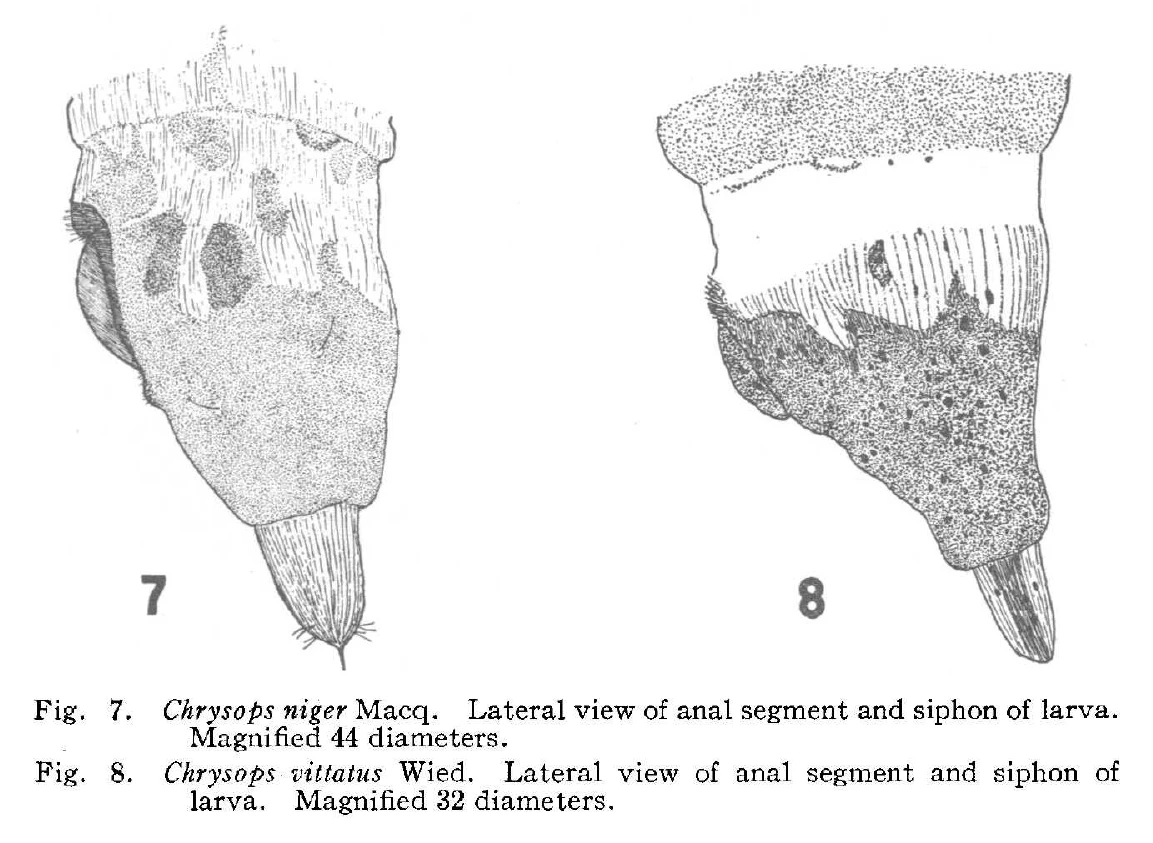 7
8
Fig. 7. Chrysops niger Macq. Lateral view of anal segment and siphon of larva.
Magnified 44 diameters.
Fig. 8. Chrysops vittatus Wied. Lateral view of anal segment and siphon of
larva. Magnified 32 diameters.